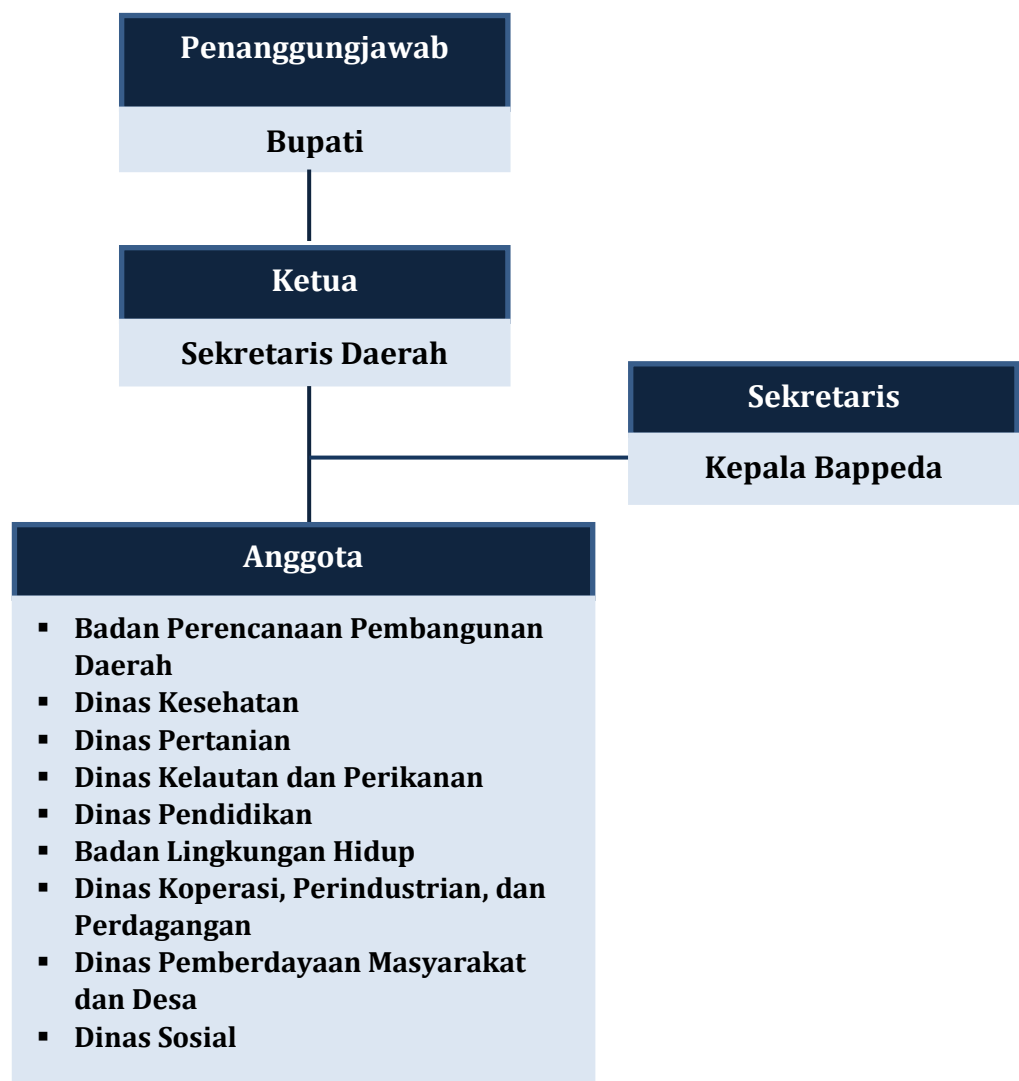 Penanggungjawab
Bupati
Ketua
Sekretaris Daerah
Sekretaris
Kepala Bappeda
Anggota
▪ Badan Perencanaan Pembangunan
Daerah
▪ Dinas Kesehatan
▪ Dinas Pertanian
▪ Dinas Kelautan dan Perikanan
▪ Dinas Pendidikan
▪ Badan Lingkungan Hidup
▪ Dinas Koperasi, Perindustrian, dan
Perdagangan
▪ Dinas Pemberdayaan Masyarakat
dan Desa
▪ Dinas Sosial